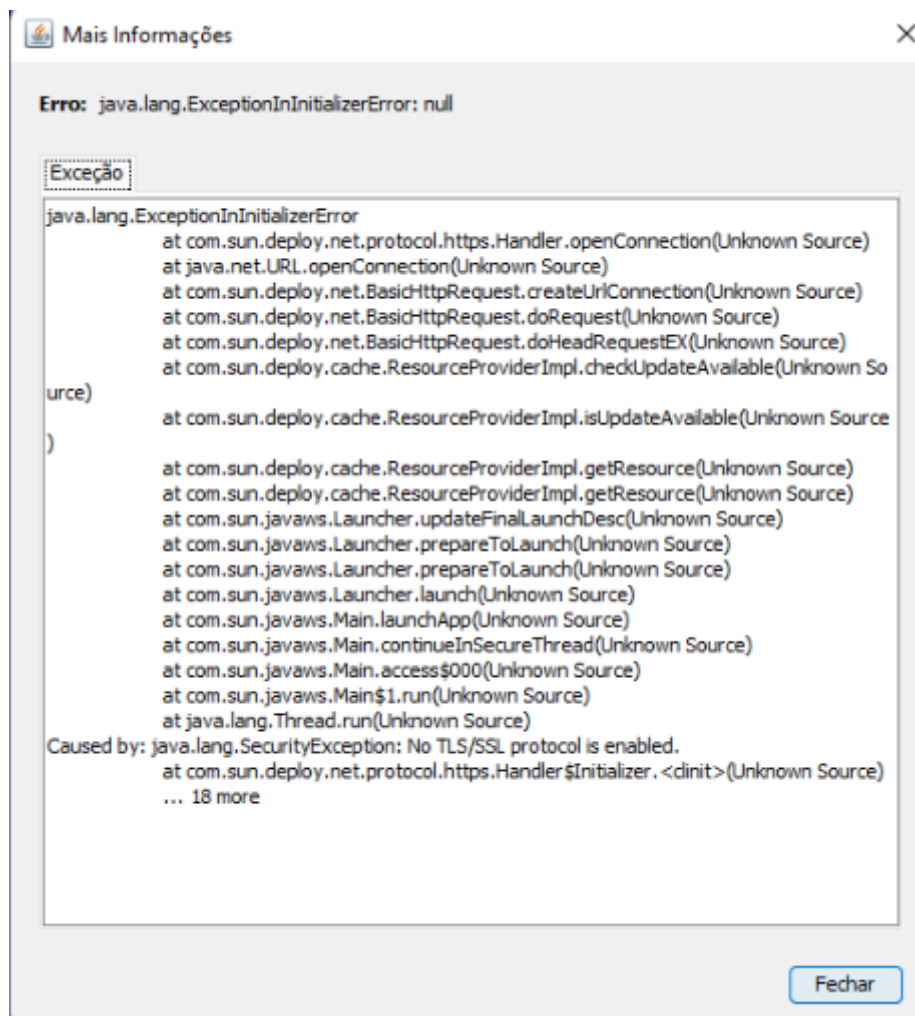 Mais Informações
Erro: java.lang.ExceptionInInitializerError: null
Exceção
java.lang.ExceptionInInitializerError
at com.sun.deploy.net.protocol.https.Handler.openConnection(Unknown Source)
at java.net.URL.openConnection(Unknown Source)
at com.sun.deploy.net.BasicHttpRequest.createUrlConnection(Unknown Source)
at com.sun.deploy.net.BasicHttpRequest.doRequest(Unknown Source)
at com.sun.deploy.net.BasicHttpRequest.doHeadRequestEX(Unknown Source)
at com.sun.deploy.cache.ResourceProviderImpl.checkUpdateAvailable(Unknown So
urce)
at com.sun.deploy.cache.ResourceProviderImpl.isUpdateAvailable(Unknown Source
)
at com.sun.deploy.cache.ResourceProviderImpl.getResource(Unknown Source)
at com.sun.deploy.cache.ResourceProviderImpl.getResource(Unknown Source)
at com.sun.javaws.Launcher.updateFinalLaunchDesc(Unknown Source)
at com.sun.javaws.Launcher.prepareToLaunch(Unknown Source)
at com.sun.javaws.Launcher.prepareToLaunch(Unknown Source)
at com.sun.javaws.Launcher.launch(Unknown Source)
at com.sun.javaws.Main.launchApp(Unknown Source)
at com.sun.javaws.Main.continueInSecureThread(Unknown Source)
at com.sun.javaws.Main.access$000(Unknown Source)
at com.sun.javaws.Main$1.run(Unknown Source)
at java.lang.Thread.run(Unknown Source)
Caused by: java.lang.SecurityException: No TLS/SSL protocol is enabled.
at com.sun.deploy.net.protocol.https.Handler$Initializer.<clinit>(Unknown Source)
... 18 more
Fechar